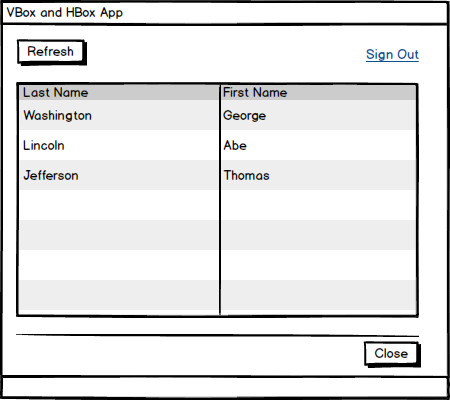 VBox and HBox App
Refresh
Sign Out
Last Name First Name
Washington George
Lincoln Abe
Jefferson Thomas
Close